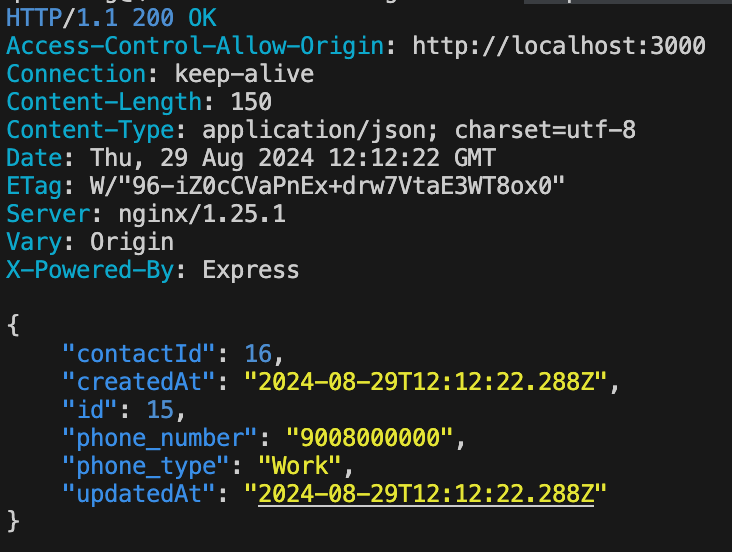 HTTP/1.1 200 OK
Access-Control-Allow-Origin: http://localhost:3000
Connection: keep-alive
Content-Length: 150
Content-Type: application/json; charset=utf-8
Date: Thu, 29 Aug 2024 12:12:22 GMT
ETag: W/"96-iZ0cCVaPnEx+drw7VtaE3WT8ox0"
Server: nginx/1.25.1
Vary: Origin
X-Powered-By: Express

{
    "contactId": 16,
    "createdAt": "2024-08-29T12:12:22.288Z",
    "id": 15,
    "phone_number": "9008000000",
    "phone_type": "Work",
    "updatedAt": "2024-08-29T12:12:22.288Z"
}